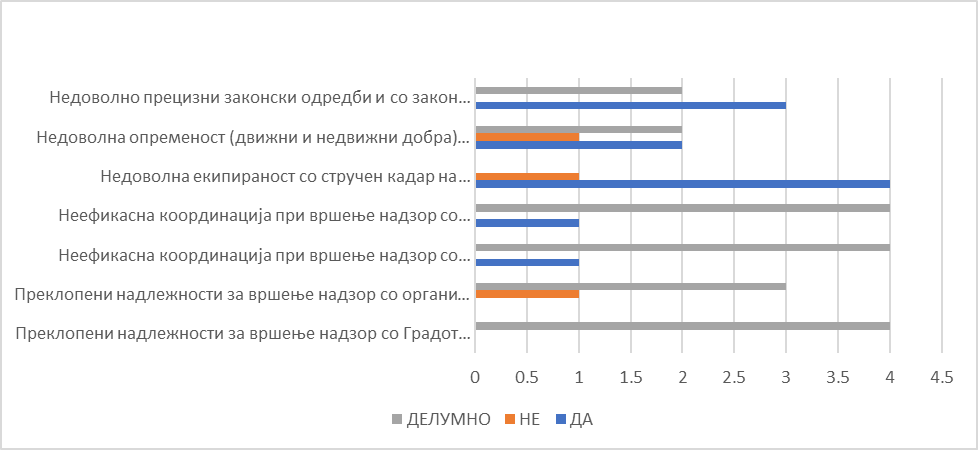 Недоволно прецизни законски одредби и со закон...
Недоволна опременост (движни и недвижни добра)...
Недоволна екипираност со стручен кадар на...
Неефикасна координација при вршење надзор со...
Неефикасна координација при вршење надзор со...
Преклопени надлежности за вршење надзор со органи...
Преклопени надлежности за вршење надзор со Градот...
0 0.5 1 1.5 2 2.5 3 3.5 4 4.5
ДЕЛУМНО НЕ ДА